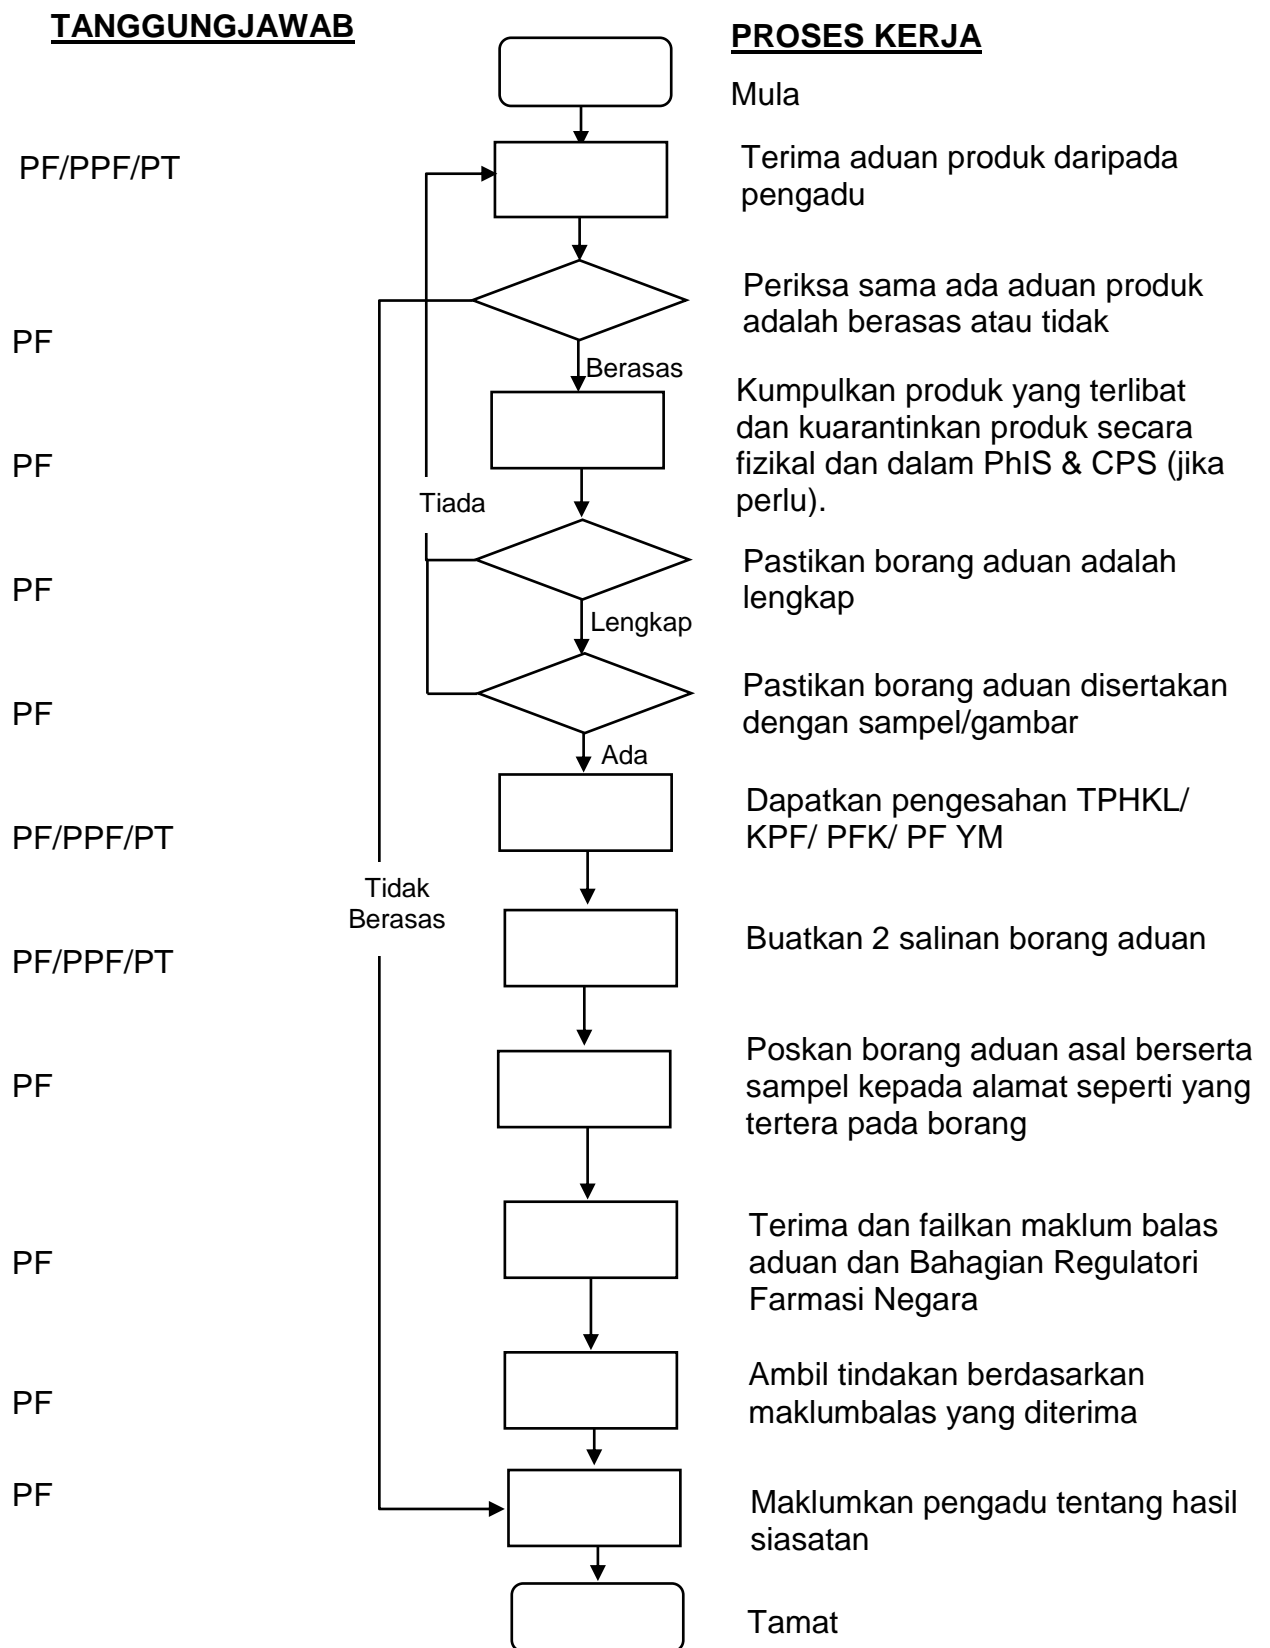 TANGGUNGJAWAB
PROSES KERJA
Mula
PF/PPF/PT
Terima aduan produk daripada
pengadu
PF
Periksa sama ada aduan produk
adalah berasas atau tidak
Berasas
PF
Kumpulkan produk yang terlibat
dan kuarantinkan produk secara
fizikal dan dalam PhIS & CPS (jika
perlu).
Tiada
PF
Pastikan borang aduan adalah
lengkap
Lengkap
PF
Pastikan borang aduan disertakan
dengan sampel/gambar
Ada
PF/PPF/PT
Dapatkan pengesahan TPHKL/
KPF/ PFK/ PF YM
Tidak
Berasas
PF/PPF/PT
Buatkan 2 salinan borang aduan
PF
Poskan borang aduan asal berserta
sampel kepada alamat seperti yang
tertera pada borang
PF
Terima dan failkan maklum balas
aduan dan Bahagian Regulatori
Farmasi Negara
PF
Ambil tindakan berdasarkan
maklumbalas yang diterima
PF
Maklumkan pengadu tentang hasil
siasatan
Tamat